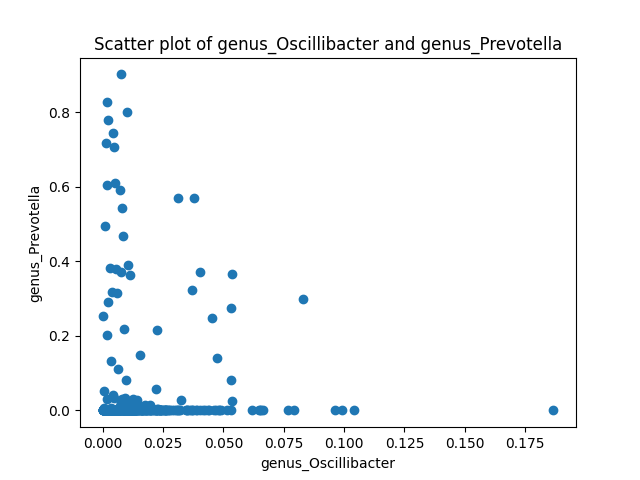 Scatter plot of genus_Oscillibacter and genus_Prevotella
genus_Prevotella
0.8
0.6
0.4
0.2
0.0
0.000 0.025 0.050 0.075 0.100 0.125 0.150 0.175
genus_Oscillibacter